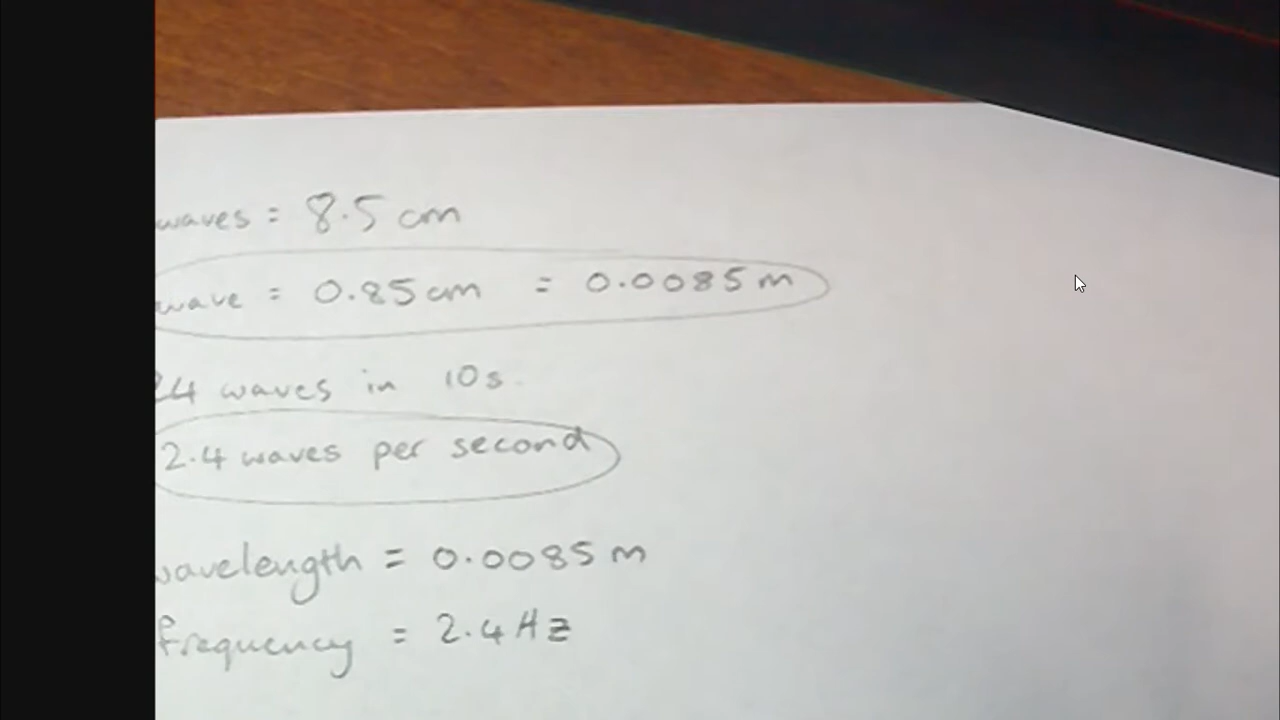 waves = 8.5 cm
wave = 0.85 cm = 0.0085 m
24 waves in 10s.
2.4 waves per second
wavelength = 0.0085 m
frequency = 2.4 Hz